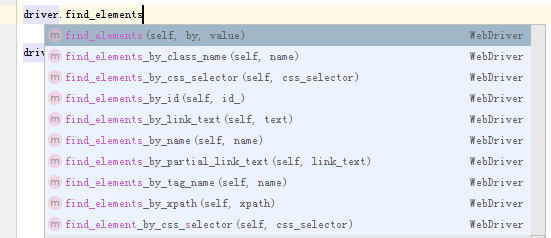 driver.find_elements
m find_elements(self, by, value) WebDriver
driv
m find_elements_by_class_name(self, name) WebDriver
m find_elements_by_css_selector(self, css_selector) WebDriver
m find_elements_by_id(self, id_) WebDriver
m find_elements_by_link_text(self, text) WebDriver
m find_elements_by_name(self, name) WebDriver
m find_elements_by_partial_link_text(self, link_text) WebDriver
m find_elements_by_tag_name(self, name) WebDriver
m find_elements_by_xpath(self, xpath) WebDriver
m find_element_by_css_selector(self, css_selector) WebDriver